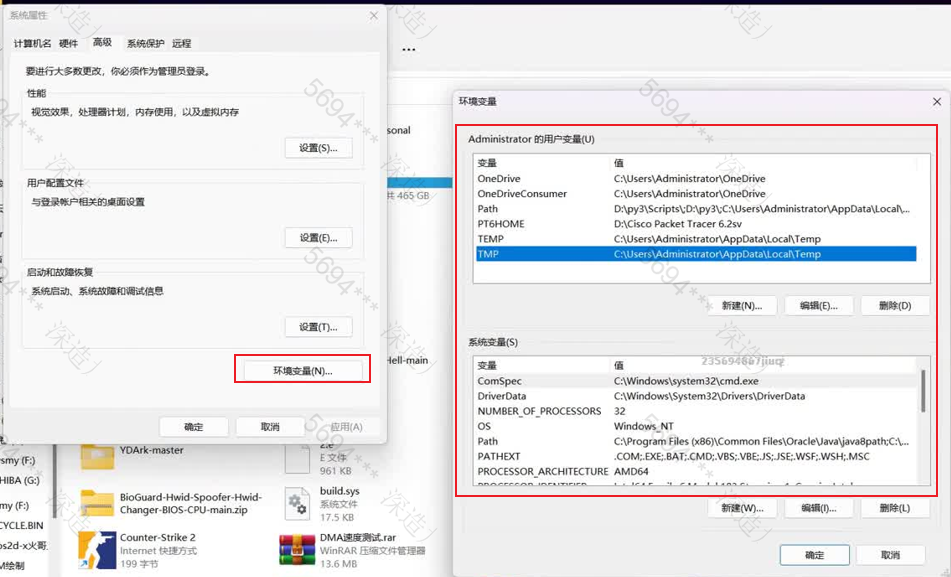 系统属性
计算机名 硬件 高级 系统保护 远程
要进行大多数更改，你必须作为管理员登录。
性能
视觉效果，处理器计划，内存使用，以及虚拟内存
设置(S)...
用户配置文件
与登录帐户相关的桌面设置
设置(E)...
启动和故障恢复
系统启动、系统故障和调试信息
设置(T)...
环境变量(N)...
确定 取消 应用(A)
...
sonal
共 465 GB
Hell-main
环境变量
Administrator 的用户变量(U)
变量 值
OneDrive C:\Users\Administrator\OneDrive
OneDriveConsumer C:\Users\Administrator\OneDrive
Path D:\py3\Scripts\;D:\py3\;C:\Users\Administrator\AppData\Local\...
PT6HOME D:\Cisco Packet Tracer 6.2sv
TEMP C:\Users\Administrator\AppData\Local\Temp
TMP C:\Users\Administrator\AppData\Local\Temp
新建(N)... 编辑(E)... 删除(D)
系统变量(S)
变量 值
ComSpec C:\Windows\system32\cmd.exe
DriverData C:\Windows\System32\Drivers\DriverData
NUMBER_OF_PROCESSORS 32
OS Windows_NT
Path C:\Program Files (x86)\Common Files\Oracle\Java\java8path;C:\...
PATHEXT .COM;.EXE;.BAT;.CMD;.VBS;.VBE;.JS;.JSE;.WSF;.WSH;.MSC
PROCESSOR_ARCHITECTURE AMD64
新建(W)... 编辑(I)... 删除(L)
确定 取消
smy (F:)
HIBA (G:)
my (F:)
CYCLE.BIN
os2d-x火哥
YDArk-master
E 文件
961 KB
BioGuard-Hwid-Spoofer-Hwid-
Changer-BIOS-CPU-main.zip
build.sys
系统文件
17.5 KB
Counter-Strike 2
Internet 快捷方式
199 字节
DMA速度测试.rar
WinRAR 压缩文件管理器
13.6 MB
深造
5694***